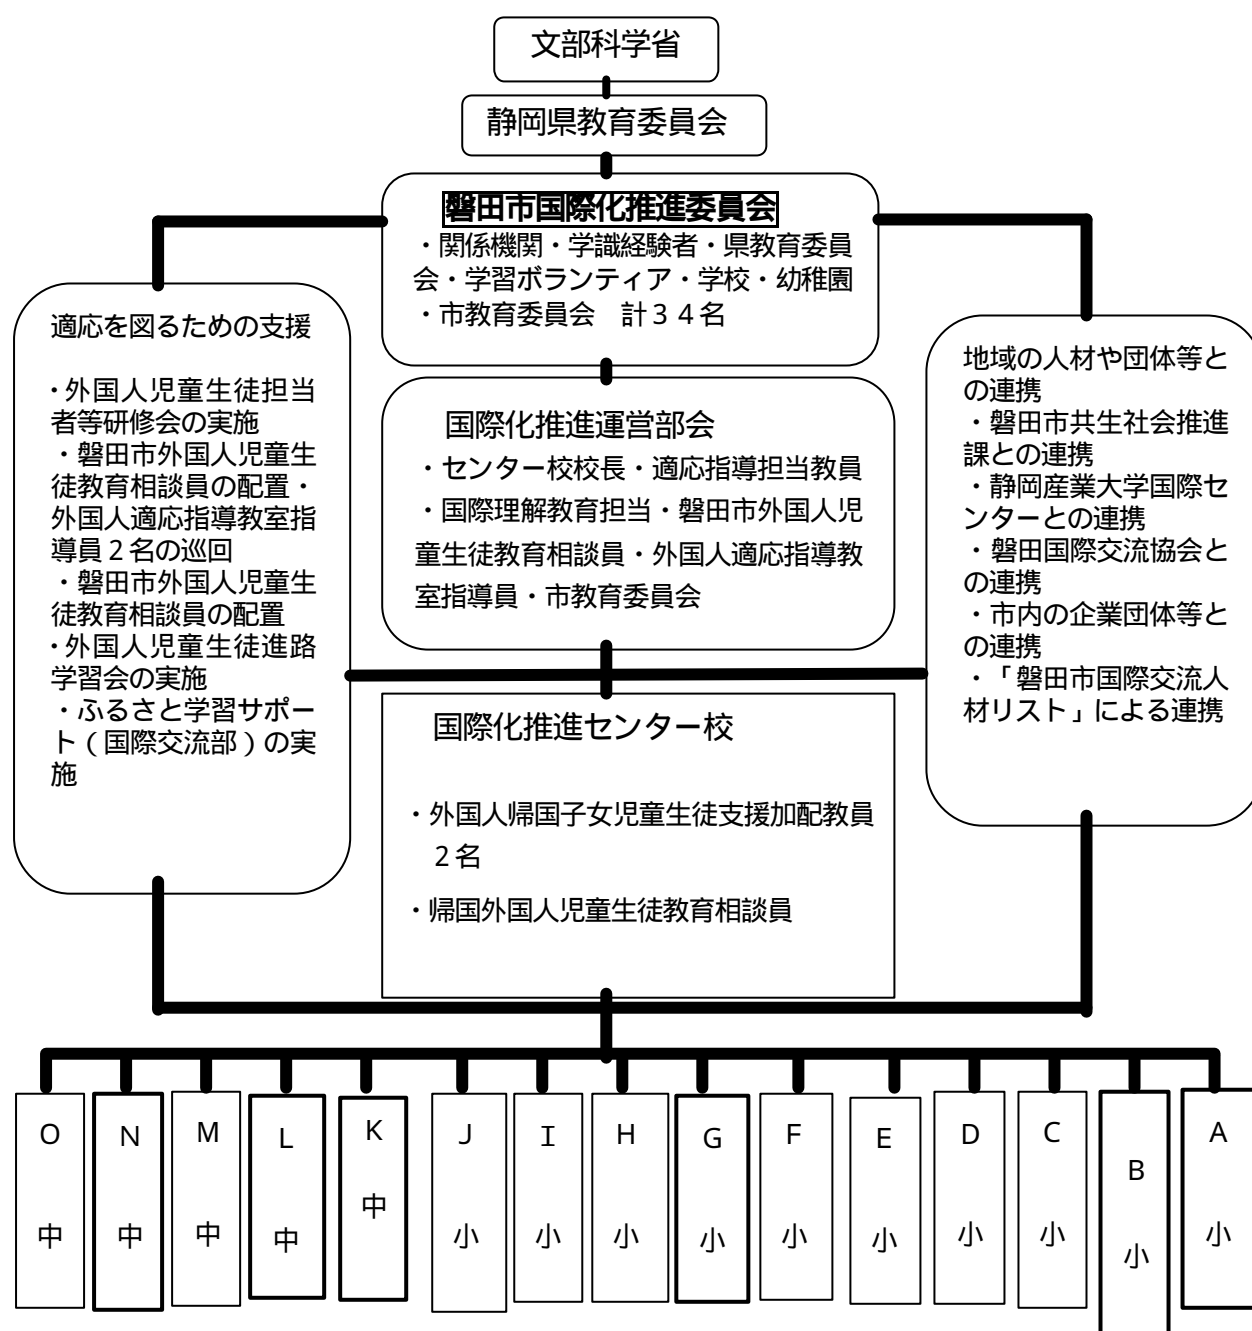 文部科学省
静岡県教育委員会
磐田市国際化推進委員会
・関係機関・学識経験者・県教育委員
会・学習ボランティア・学校・幼稚園
・市教育委員会　計３４名
適応を図るための支援
・外国人児童生徒担当
者等研修会の実施
・磐田市外国人児童生
徒教育相談員の配置・
外国人適応指導教室指
導員２名の巡回
・磐田市外国人児童生
徒教育相談員の配置
・外国人児童生徒進路
学習会の実施
・ふるさと学習サポー
ト（国際交流部）の実
施
国際化推進運営部会
・センター校校長・適応指導担当教員
・国際理解教育担当・磐田市外国人児
童生徒教育相談員・外国人適応指導教
室指導員・市教育委員会
地域の人材や団体等と
の連携
・磐田市共生社会推進
課との連携
・静岡産業大学国際セ
ンターとの連携
・磐田国際交流協会と
の連携
・市内の企業団体等と
の連携
・「磐田市国際交流人
材リスト」による連携
国際化推進センター校
・外国人帰国子女児童生徒支援加配教員
２名
・帰国外国人児童生徒教育相談員
Ｏ中
Ｎ中
Ｍ中
Ｌ中
Ｋ中
Ｊ小
Ｉ小
Ｈ小
Ｇ小
Ｆ小
Ｅ小
Ｄ小
Ｃ小
Ｂ小
Ａ小